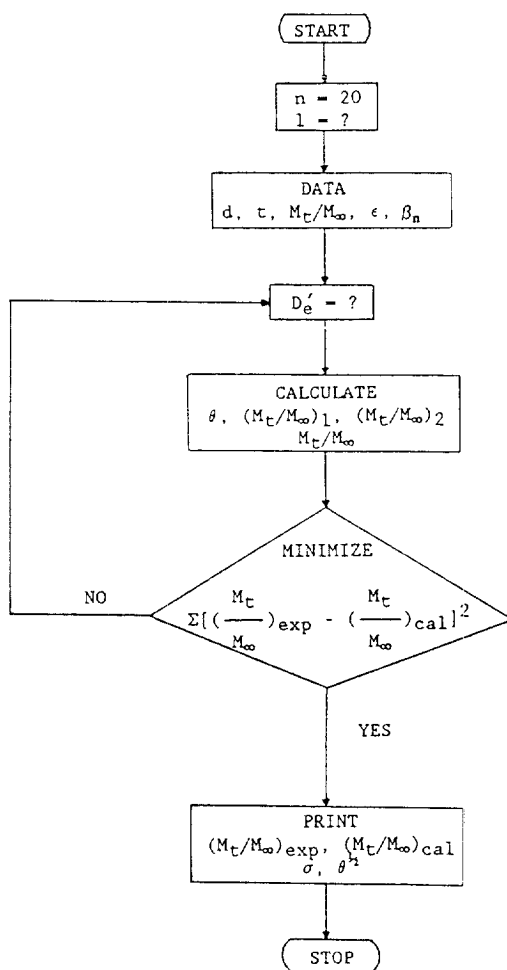 START
n = 20
l = ?
DATA
d, t, Mt/M∞, ϵ, βn
De′ = ?
CALCULATE
θ, (Mt/M∞)1, (Mt/M∞)2
Mt/M∞
MINIMIZE
NO
Σ[(Mt/M∞)exp - (Mt/M∞)cal]²
YES
PRINT
(Mt/M∞)exp, (Mt/M∞)cal
σ, θ½
STOP